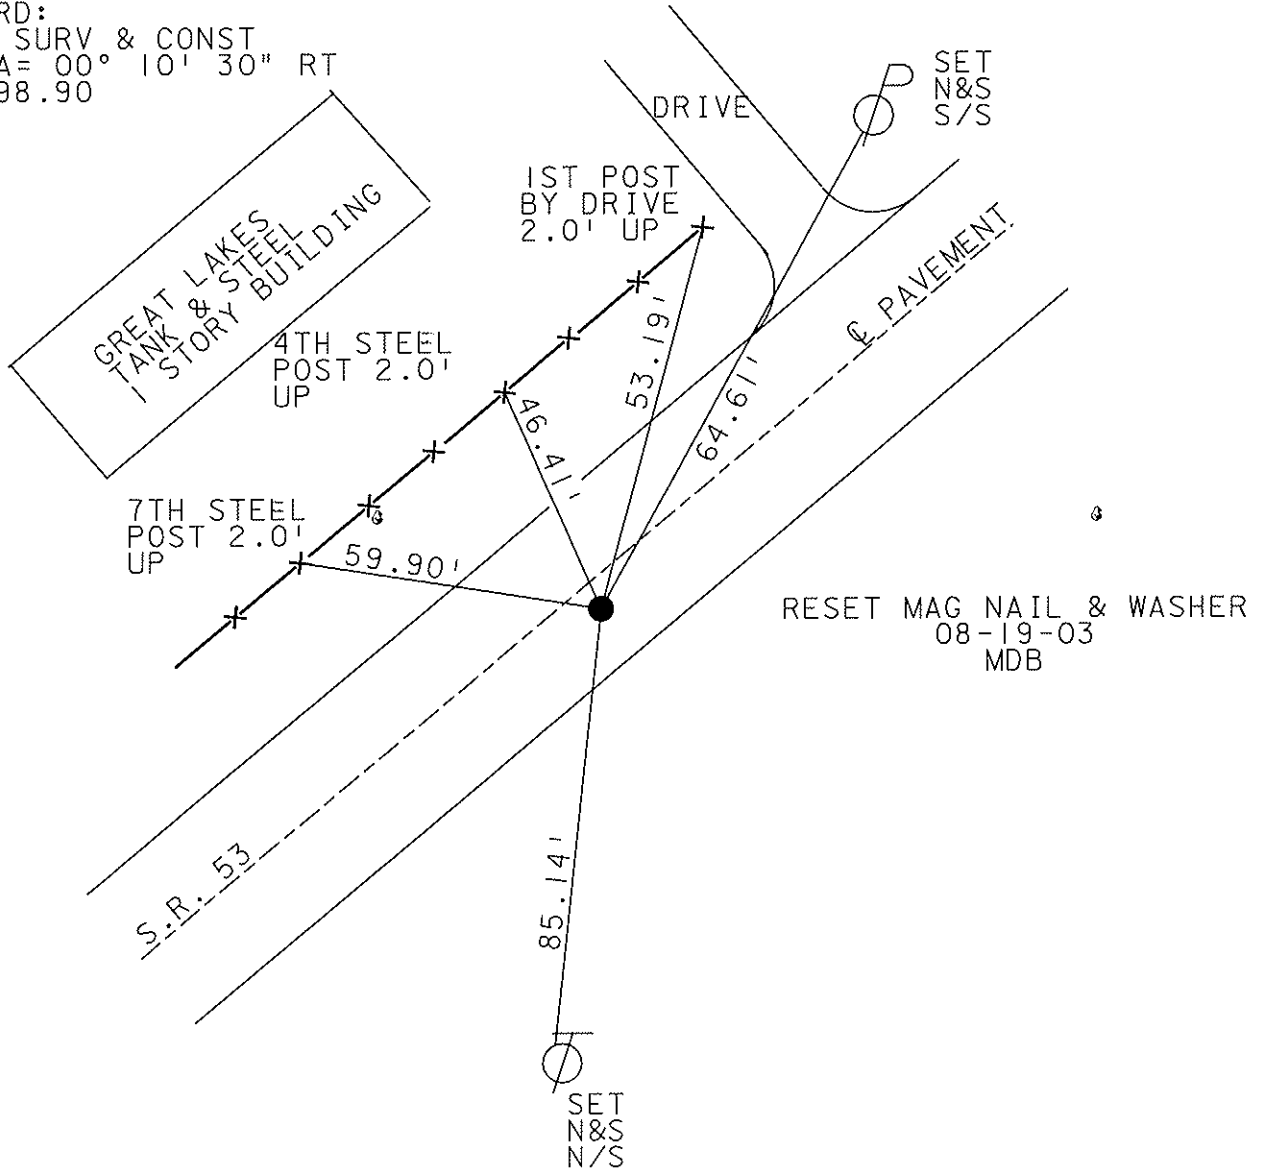 RD:
SURV & CONST
A= 00° 10' 30" RT
98.90
SET
N&S
S/S
DRIVE
1ST POST
BY DRIVE
2.0' UP
GREAT LAKES
TANK & STEEL
1 STORY BUILDING
℄ PAVEMENT
4TH STEEL
POST 2.0'
UP
53.19'
64.61'
46.41'
7TH STEEL
POST 2.0'
UP
59.90'
RESET MAG NAIL & WASHER
08-19-03
MDB
S.R. 53
85.14'
SET
N&S
N/S